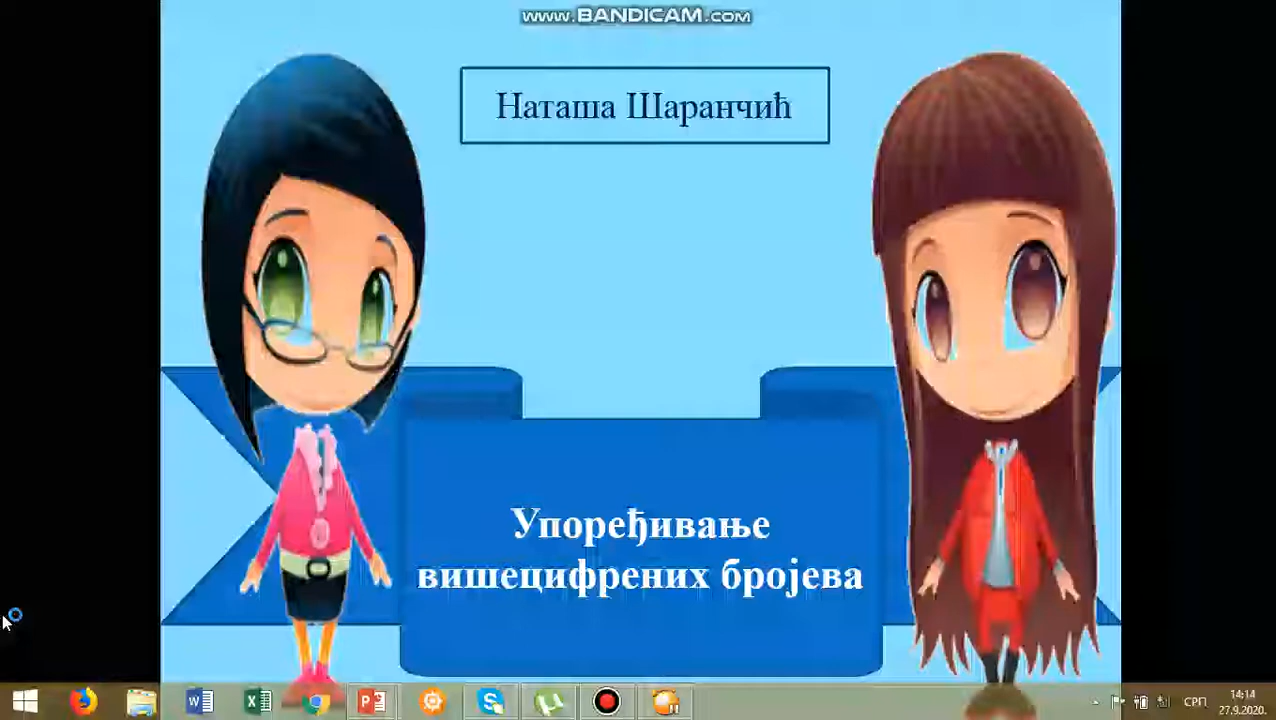 www.BANDICAM.com
Наташа Шаранчић
Упоређивање
вишецифрених бројева
СРП
14:14
27.9.2020.